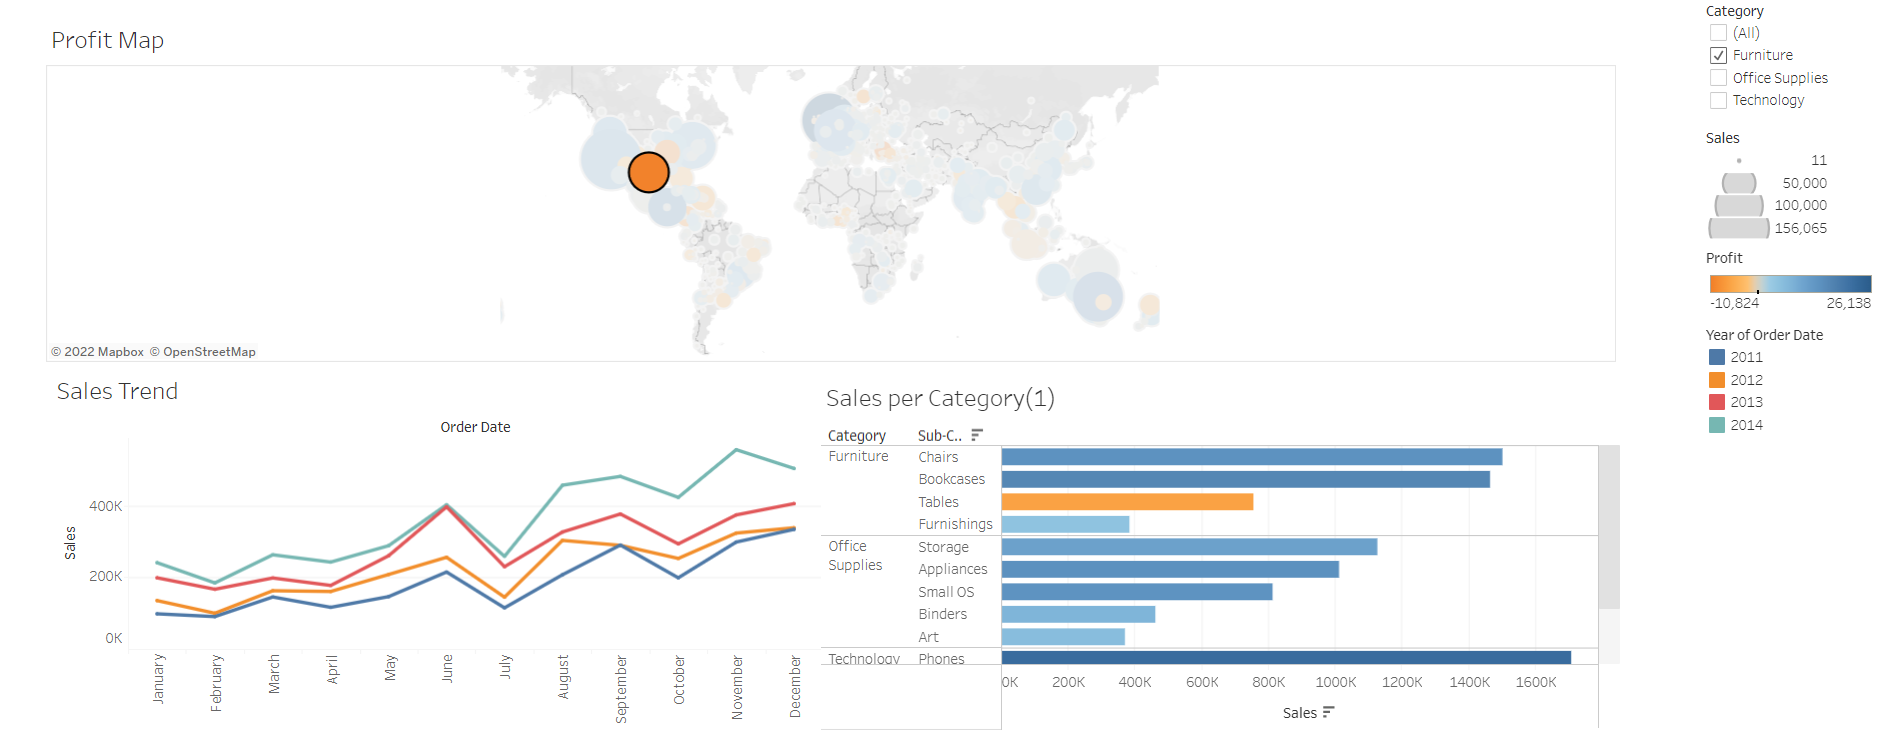 Profit Map
© 2022 Mapbox © OpenStreetMap
Category
(All)
Furniture
Office Supplies
Technology
Sales
11
50,000
100,000
156,065
Profit
-10,824 26,138
Year of Order Date
2011
2012
2013
2014
Sales Trend
Order Date
Sales
400K
200K
0K
January
February
March
April
May
June
July
August
September
October
November
December
Sales per Category(1)
Category Sub-C..
Furniture Chairs
Bookcases
Tables
Furnishings
Office Supplies Storage
Appliances
Small OS
Binders
Art
Technology Phones
0K 200K 400K 600K 800K 1000K 1200K 1400K 1600K
Sales